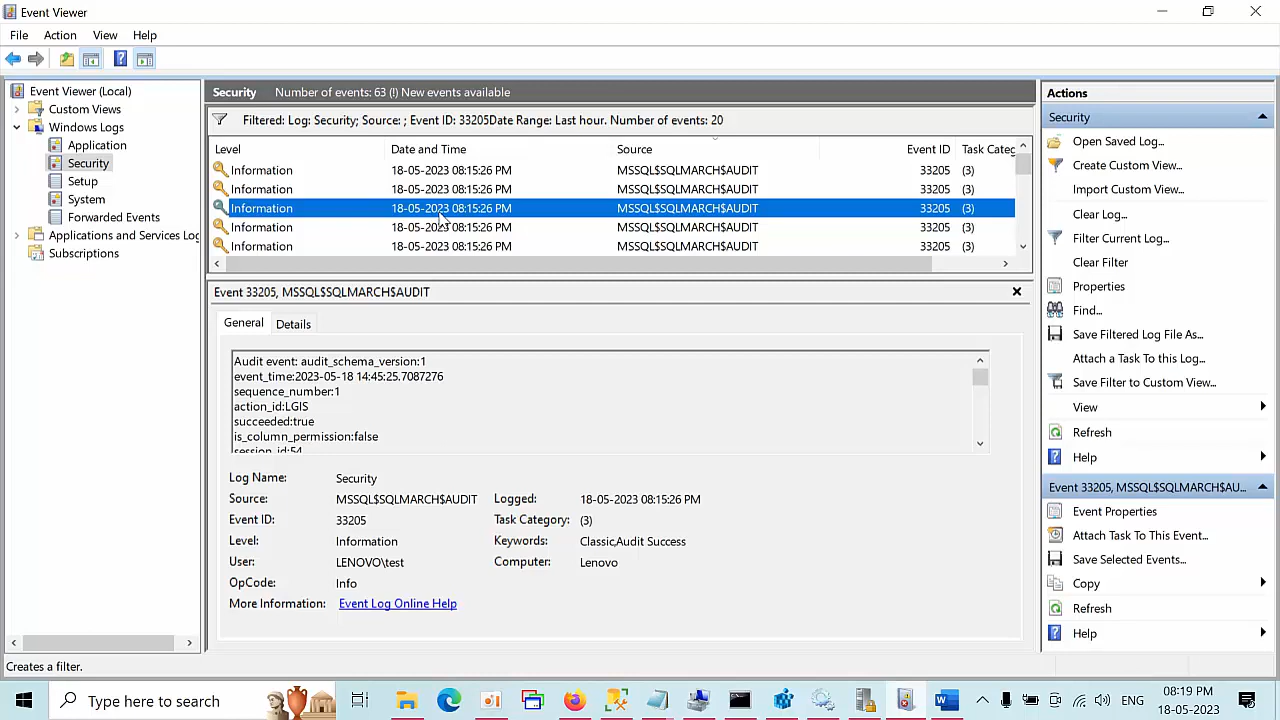 Event Viewer
File Action View Help
Event Viewer (Local)
Custom Views
Windows Logs
Application
Security
Setup
System
Forwarded Events
Applications and Services Log
Subscriptions
Security Number of events: 63 (!) New events available
Filtered: Log: Security; Source: ; Event ID: 33205Date Range: Last hour. Number of events: 20
Level Date and Time Source Event ID Task Categ
Information 18-05-2023 08:15:26 PM MSSQL$SQLMARCH$AUDIT 33205 (3)
Information 18-05-2023 08:15:26 PM MSSQL$SQLMARCH$AUDIT 33205 (3)
Information 18-05-2023 08:15:26 PM MSSQL$SQLMARCH$AUDIT 33205 (3)
Information 18-05-2023 08:15:26 PM MSSQL$SQLMARCH$AUDIT 33205 (3)
Information 18-05-2023 08:15:26 PM MSSQL$SQLMARCH$AUDIT 33205 (3)
Event 33205, MSSQL$SQLMARCH$AUDIT
General Details
Audit event: audit_schema_version:1
event_time:2023-05-18 14:45:25.7087276
sequence_number:1
action_id:LGIS
succeeded:true
is_column_permission:false
session_id:54
Log Name: Security
Source: MSSQL$SQLMARCH$AUDIT Logged: 18-05-2023 08:15:26 PM
Event ID: 33205 Task Category: (3)
Level: Information Keywords: Classic,Audit Success
User: LENOVO\test Computer: Lenovo
OpCode: Info
More Information: Event Log Online Help
Actions
Security
Open Saved Log...
Create Custom View...
Import Custom View...
Clear Log...
Filter Current Log...
Clear Filter
Properties
Find...
Save Filtered Log File As...
Attach a Task To this Log...
Save Filter to Custom View...
View
Refresh
Help
Event 33205, MSSQL$SQLMARCH$AU...
Event Properties
Attach Task To This Event...
Save Selected Events...
Copy
Refresh
Help
Creates a filter.
Type here to search
ENG
08:19 PM
18-05-2023